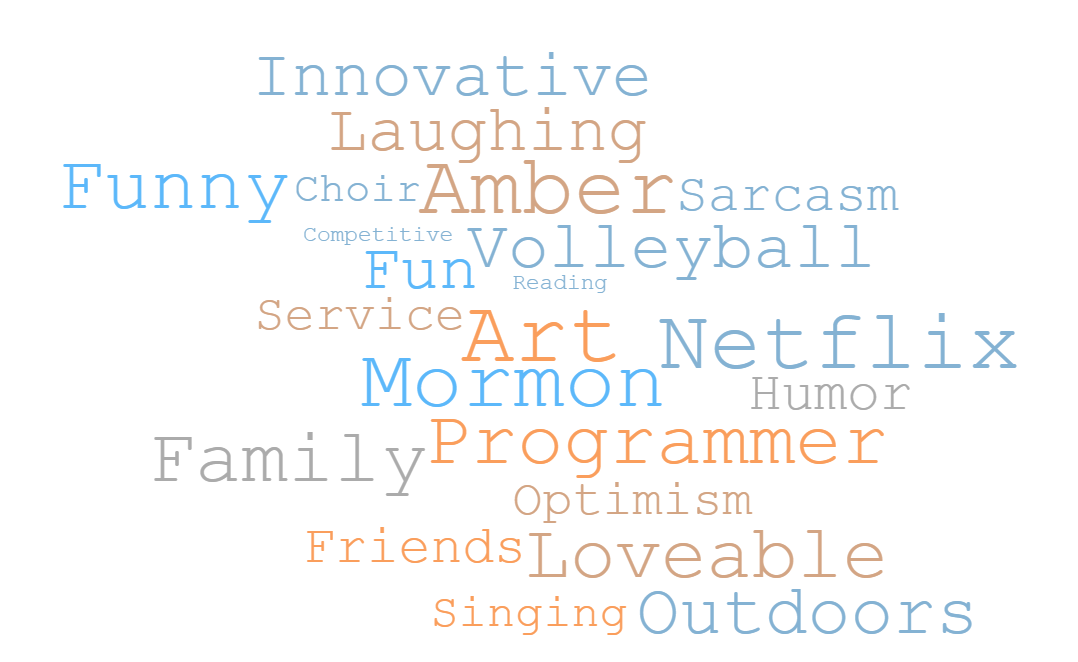 Innovative
Laughing
Funny Choir Amber Sarcasm
Competitive Volleyball
Fun Reading
Service Art Netflix
Mormon Humor
Family Programmer
Optimism
Friends Loveable
Singing Outdoors